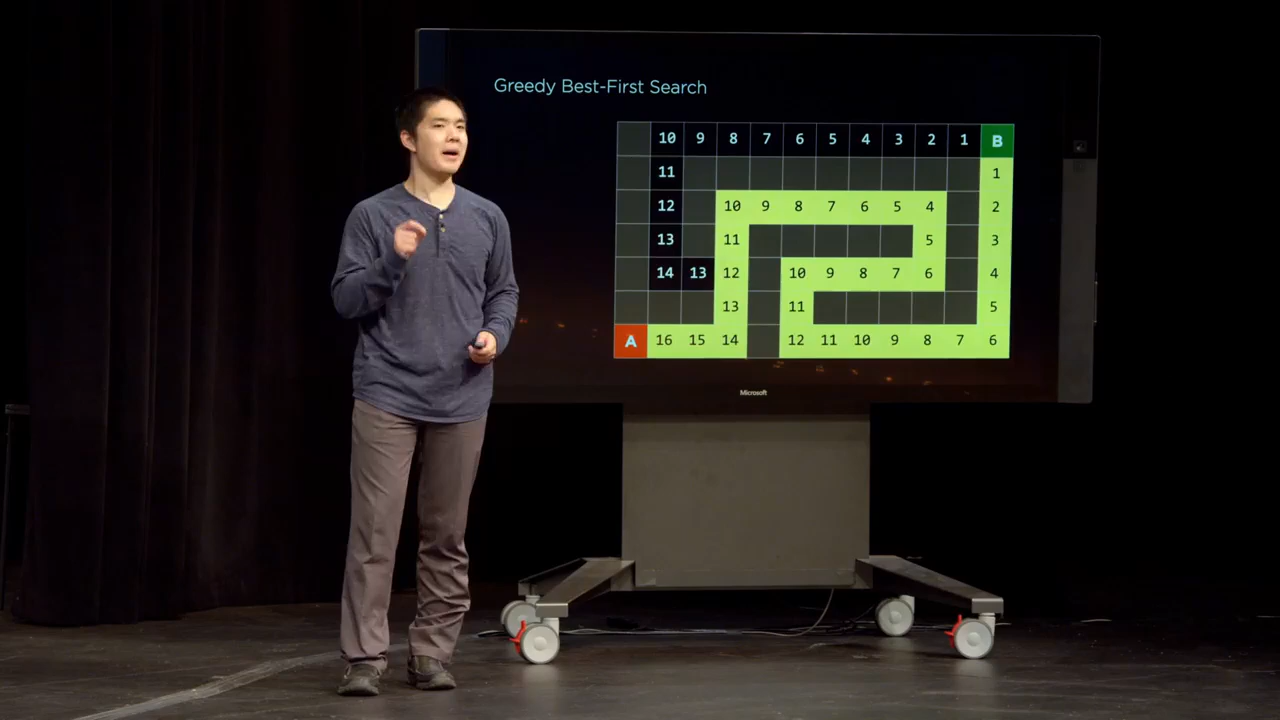 Greedy Best-First Search
10 9 8 7 6 5 4 3 2 1 B
11 1
12 10 9 8 7 6 5 4 2
13 11 5 3
14 13 12 10 9 8 7 6 4
13 11 5
A 16 15 14 12 11 10 9 8 7 6
Microsoft